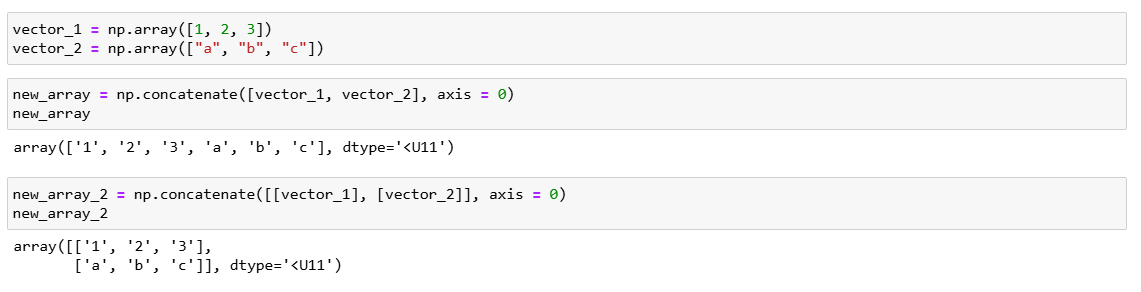 vector_1 = np.array([1, 2, 3])
vector_2 = np.array(["a", "b", "c"])
new_array = np.concatenate([vector_1, vector_2], axis = 0)
new_array
array(['1', '2', '3', 'a', 'b', 'c'], dtype='<U11')
new_array_2 = np.concatenate([[vector_1], [vector_2]], axis = 0)
new_array_2
array([['1', '2', '3'],
       ['a', 'b', 'c']], dtype='<U11')